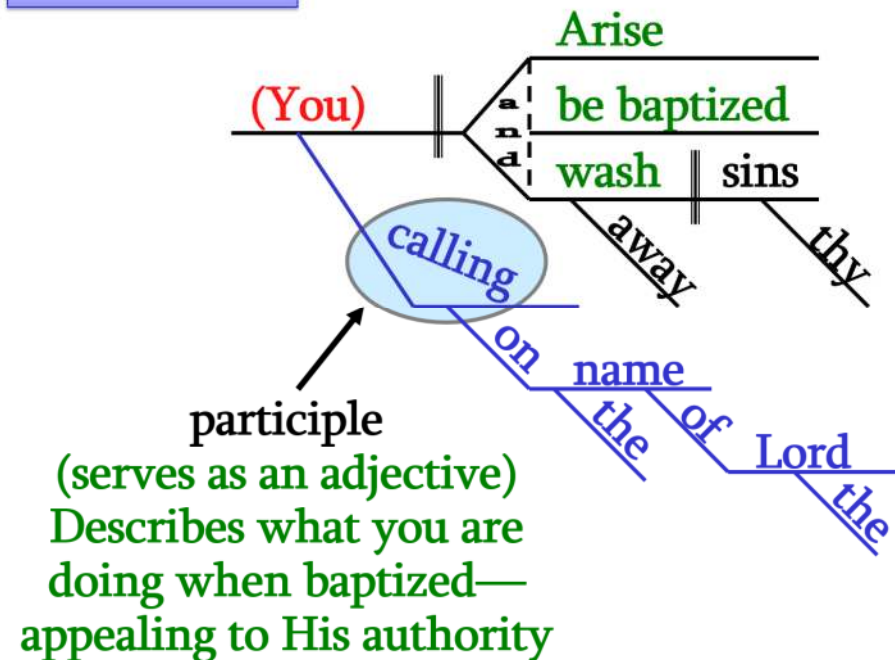 Arise
(You)
and
be baptized
wash
sins
away
thy
calling
on
name
the
of
Lord
the
participle
(serves as an adjective)
Describes what you are
doing when baptized—
appealing to His authority